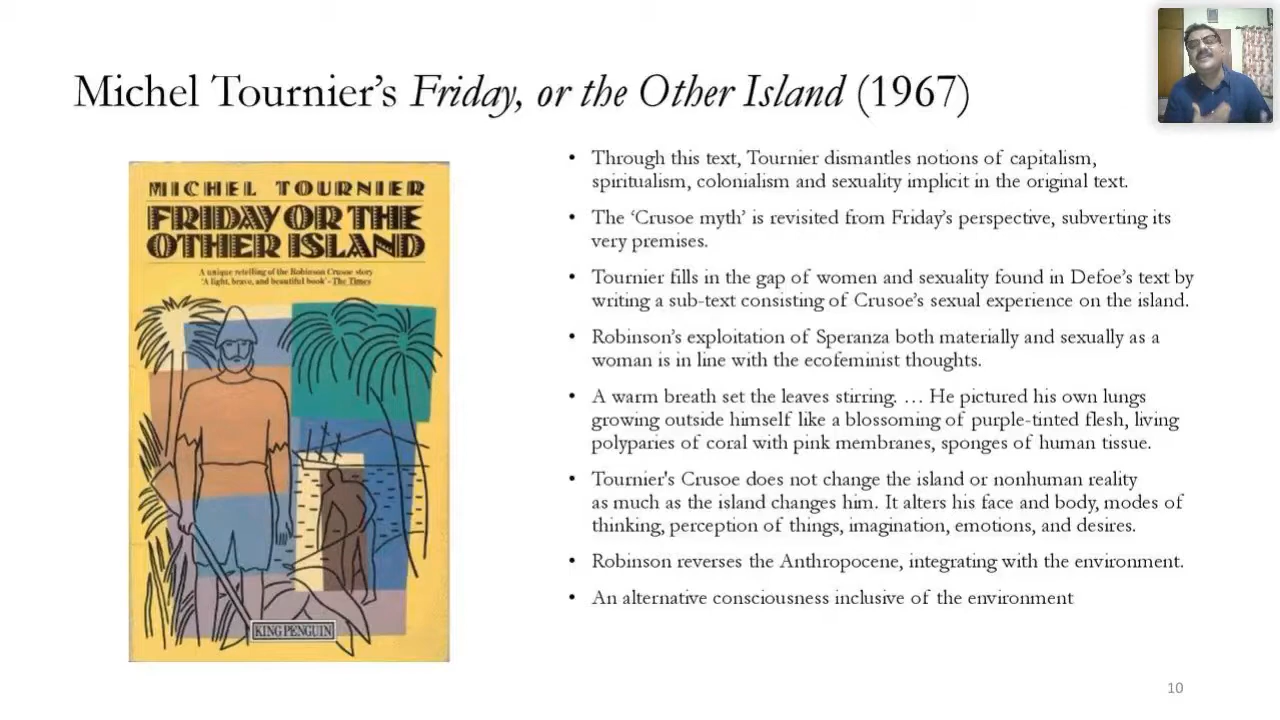 Michel Tournier’s Friday, or the Other Island (1967)
MICHEL TOURNIER
FRIDAY OR THE
OTHER ISLAND
A unique retelling of the Robinson Crusoe story
'A light, brave, and beautiful book' - The Times
KING PENGUIN
• Through this text, Tournier dismantles notions of capitalism,
spiritualism, colonialism and sexuality implicit in the original text.
• The ‘Crusoe myth’ is revisited from Friday’s perspective, subverting its
very premises.
• Tournier fills in the gap of women and sexuality found in Defoe’s text by
writing a sub-text consisting of Crusoe’s sexual experience on the island.
• Robinson’s exploitation of Speranza both materially and sexually as a
woman is in line with the ecofeminist thoughts.
• A warm breath set the leaves stirring. … He pictured his own lungs
growing outside himself like a blossoming of purple-tinted flesh, living
polyparies of coral with pink membranes, sponges of human tissue.
• Tournier's Crusoe does not change the island or nonhuman reality
as much as the island changes him. It alters his face and body, modes of
thinking, perception of things, imagination, emotions, and desires.
• Robinson reverses the Anthropocene, integrating with the environment.
• An alternative consciousness inclusive of the environment
10